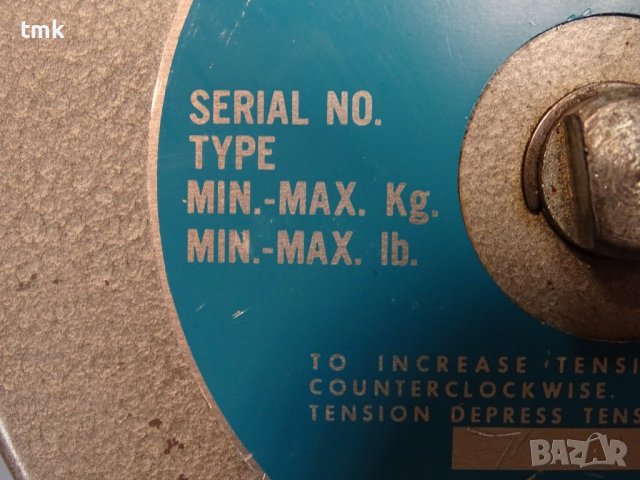 tmk
SERIAL NO.
TYPE
MIN.-MAX. Kg.
MIN.-MAX. lb.
TO INCREASE TENSI
COUNTERCLOCKWISE.
TENSION DEPRESS TENS
BAZAR